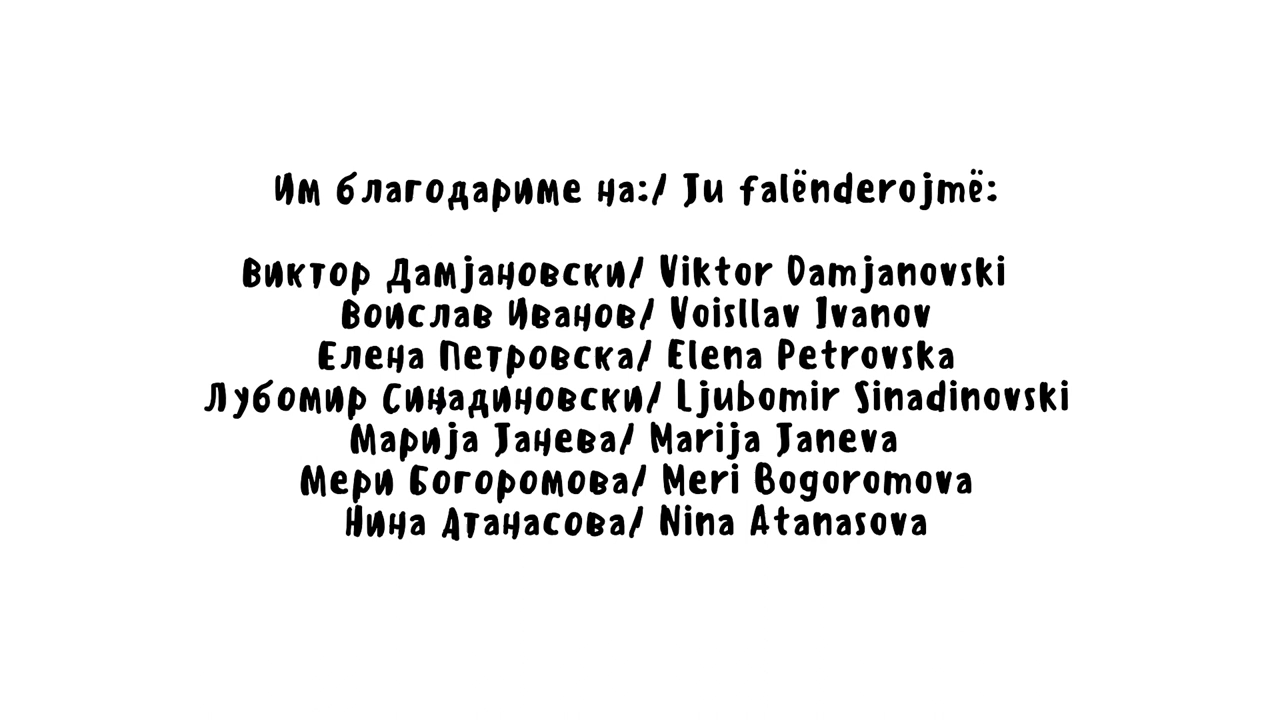 Им благодариме на:/ Ju falënderojmë:
Виктор Дамјановски/ Viktor Damjanovski
Воислав Иванов/ Voisllav Ivanov
Елена Петровска/ Elena Petrovska
Лубомир Синадиновски/ Ljubomir Sinadinovski
Марија Јанева/ Marija Janeva
Мери Богоромова/ Meri Bogoromova
Нина Атанасова/ Nina Atanasova